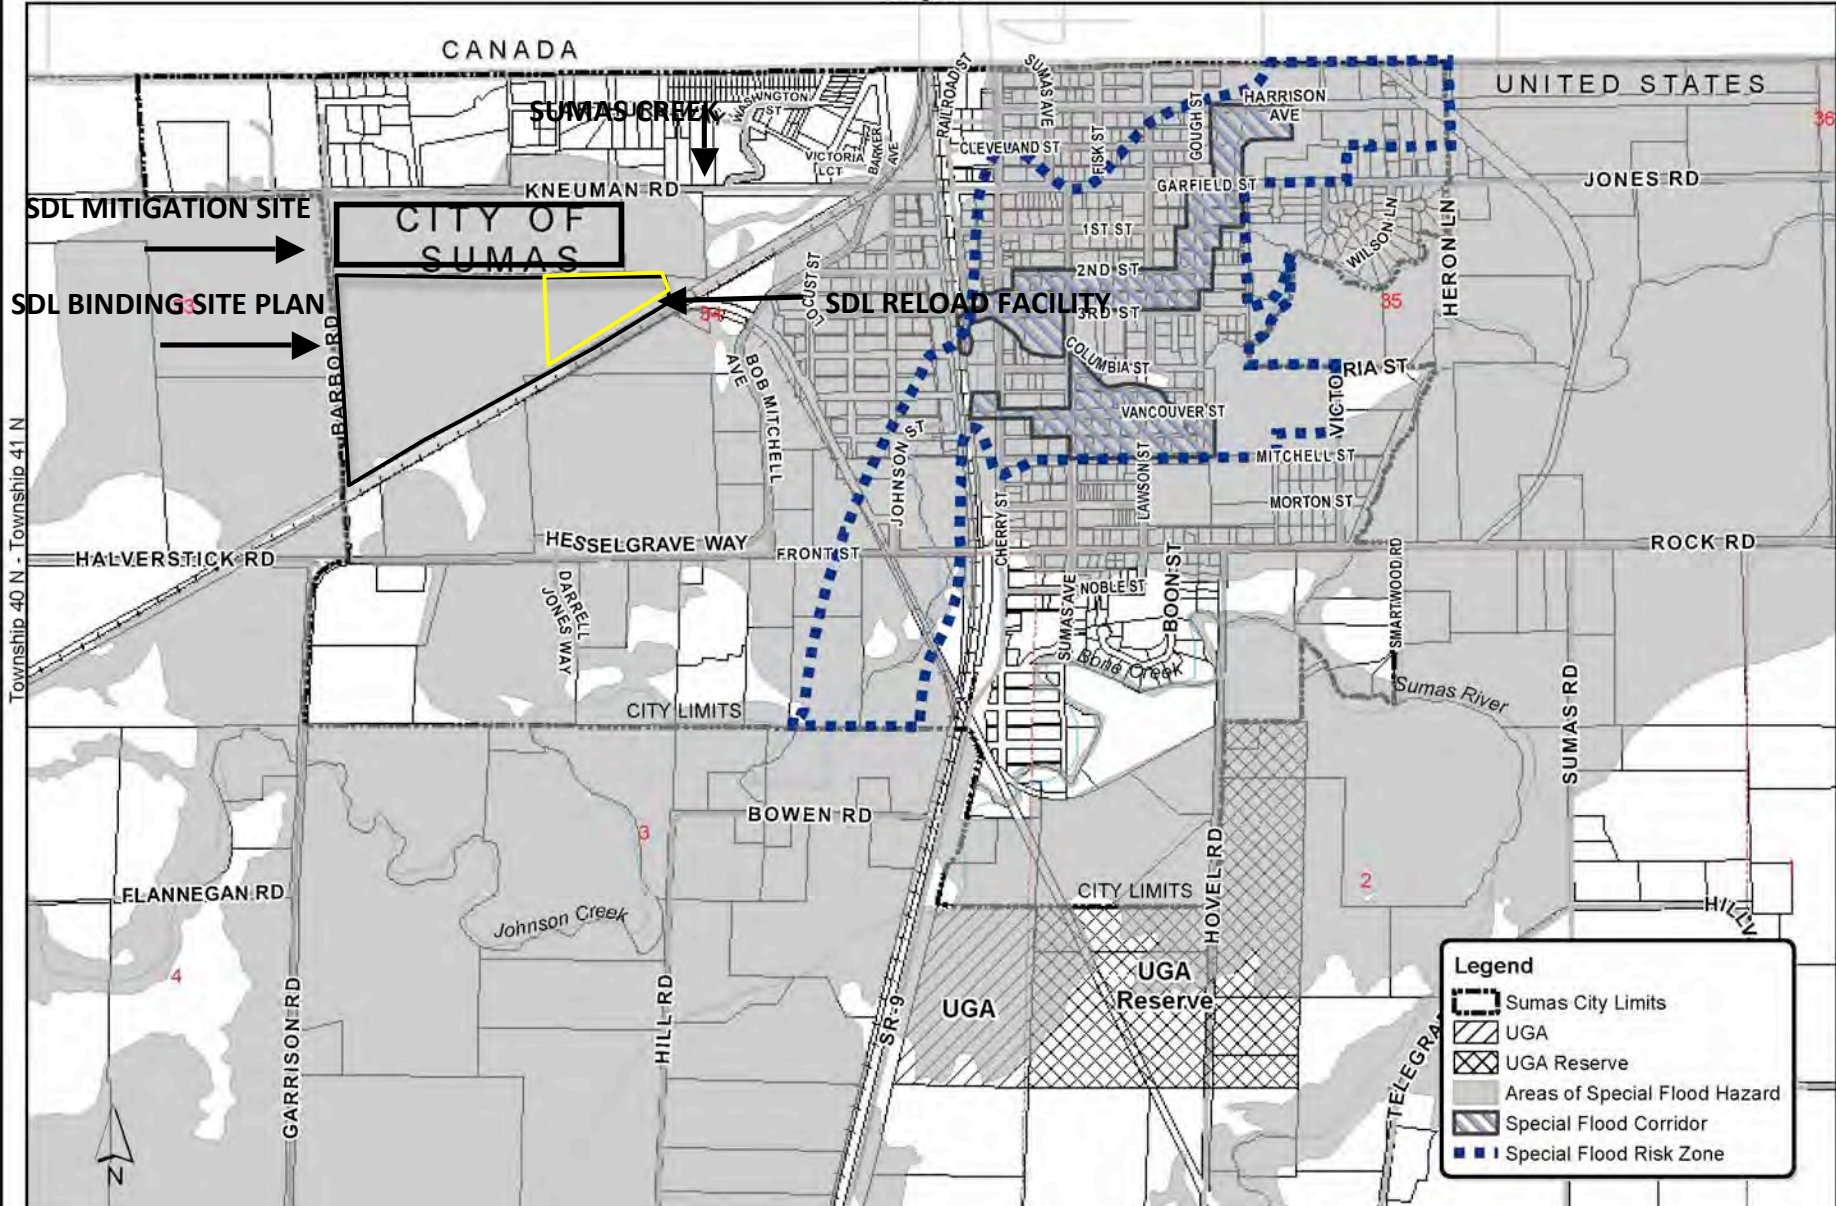 CANADA
UNITED STATES
SUMAS CREEK
WASHINGTON
ST
VICTORIA
LCT
BARKER
AVE
RAILROAD ST
SUMAS AVE
CLEVELAND ST
FISK ST
GOUGH ST
HARRISON
AVE
36
KNEUMAN RD
GARFIELD ST
JONES RD
SDL MITIGATION SITE
CITY OF
SUMAS
1ST ST
WILSON LN
HERON LN
2ND ST
LOCUST ST
SDL BINDING SITE PLAN
SDL RELOAD FACILITY
34
3RD ST
35
BARBO RD
BOB MITCHELL
AVE
COLUMBIA ST
VICTO
RIA ST
VANCOUVER ST
JOHNSON ST
LAWSON ST
MITCHELL ST
MORTON ST
CHERRY ST
Township 40 N - Township 41 N
HALVERSTICK RD
HESSELGRAVE WAY
FRONT ST
ROCK RD
DARRELL
JONES WAY
SUMAS AVE
NOBLE ST
BOON ST
SMARTWOOD RD
Bone Creek
Sumas River
SUMAS RD
CITY LIMITS
BOWEN RD
3
FLANNEGAN RD
Johnson Creek
CITY LIMITS
HOVEL RD
2
HILLV
4
GARRISON RD
HILL RD
SR-9
UGA
UGA
Reserve
TELEGRA
N
Legend
Sumas City Limits
UGA
UGA Reserve
Areas of Special Flood Hazard
Special Flood Corridor
Special Flood Risk Zone